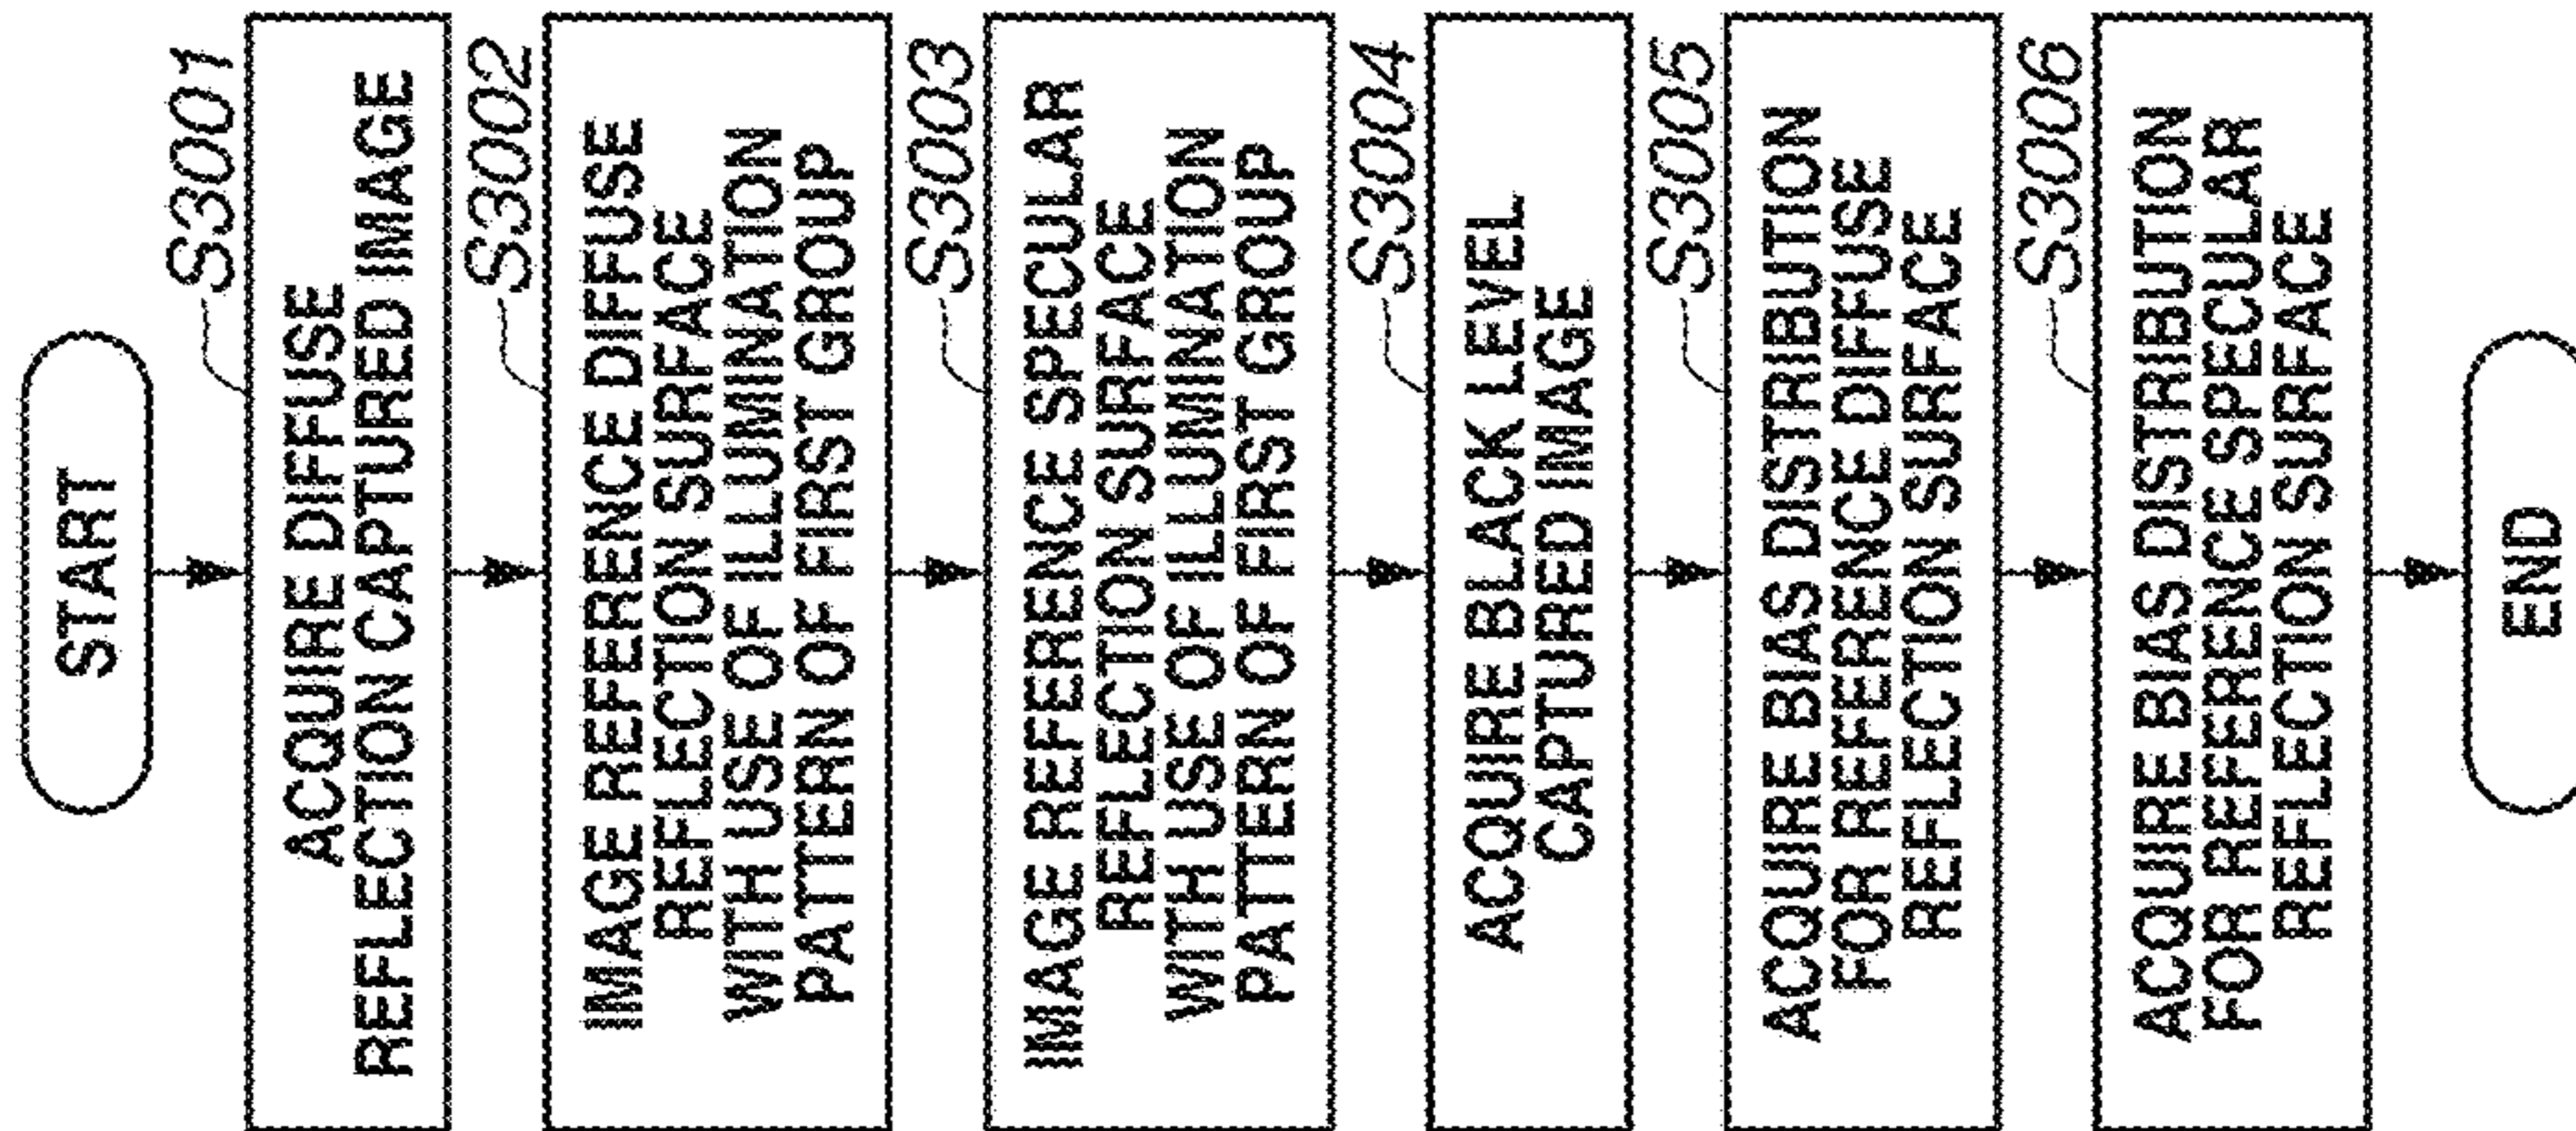 START
S3001
ACQUIRE DIFFUSE
REFLECTION CAPTURED IMAGE
S3002
IMAGE REFERENCE DIFFUSE
REFLECTION SURFACE
WITH USE OF ILLUMINATION
PATTERN OF FIRST GROUP
S3003
IMAGE REFERENCE SPECULAR
REFLECTION SURFACE
WITH USE OF ILLUMINATION
PATTERN OF FIRST GROUP
S3004
ACQUIRE BLACK LEVEL
CAPTURED IMAGE
S3005
ACQUIRE BIAS DISTRIBUTION
FOR REFERENCE DIFFUSE
REFLECTION SURFACE
S3006
ACQUIRE BIAS DISTRIBUTION
FOR REFERENCE SPECULAR
REFLECTION SURFACE
END